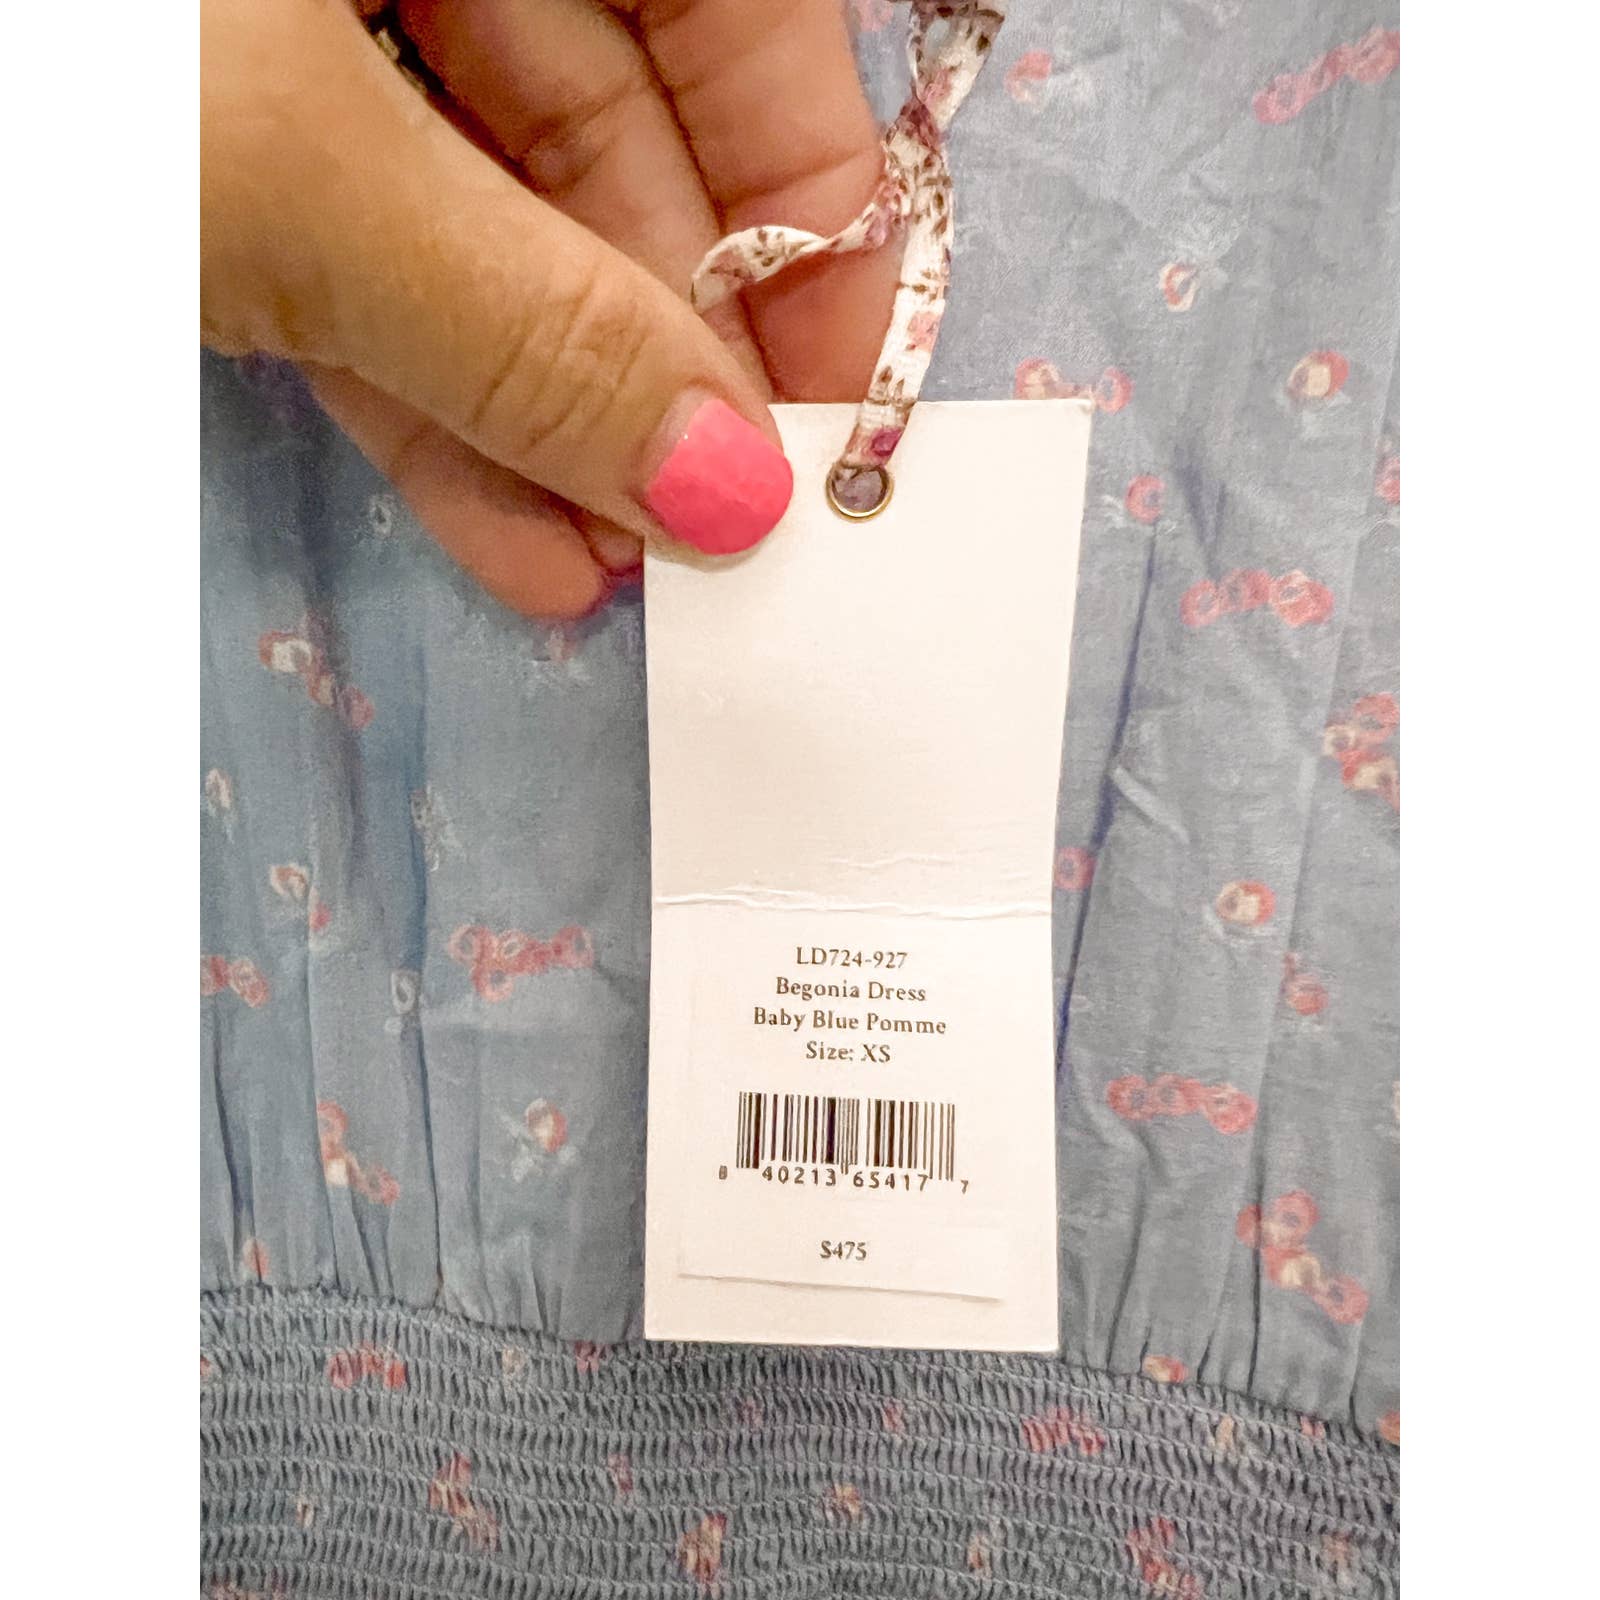 LD724-927
Begonia Dress
Baby Blue Pomme
Size: XS
8 40213 65417 7
$475